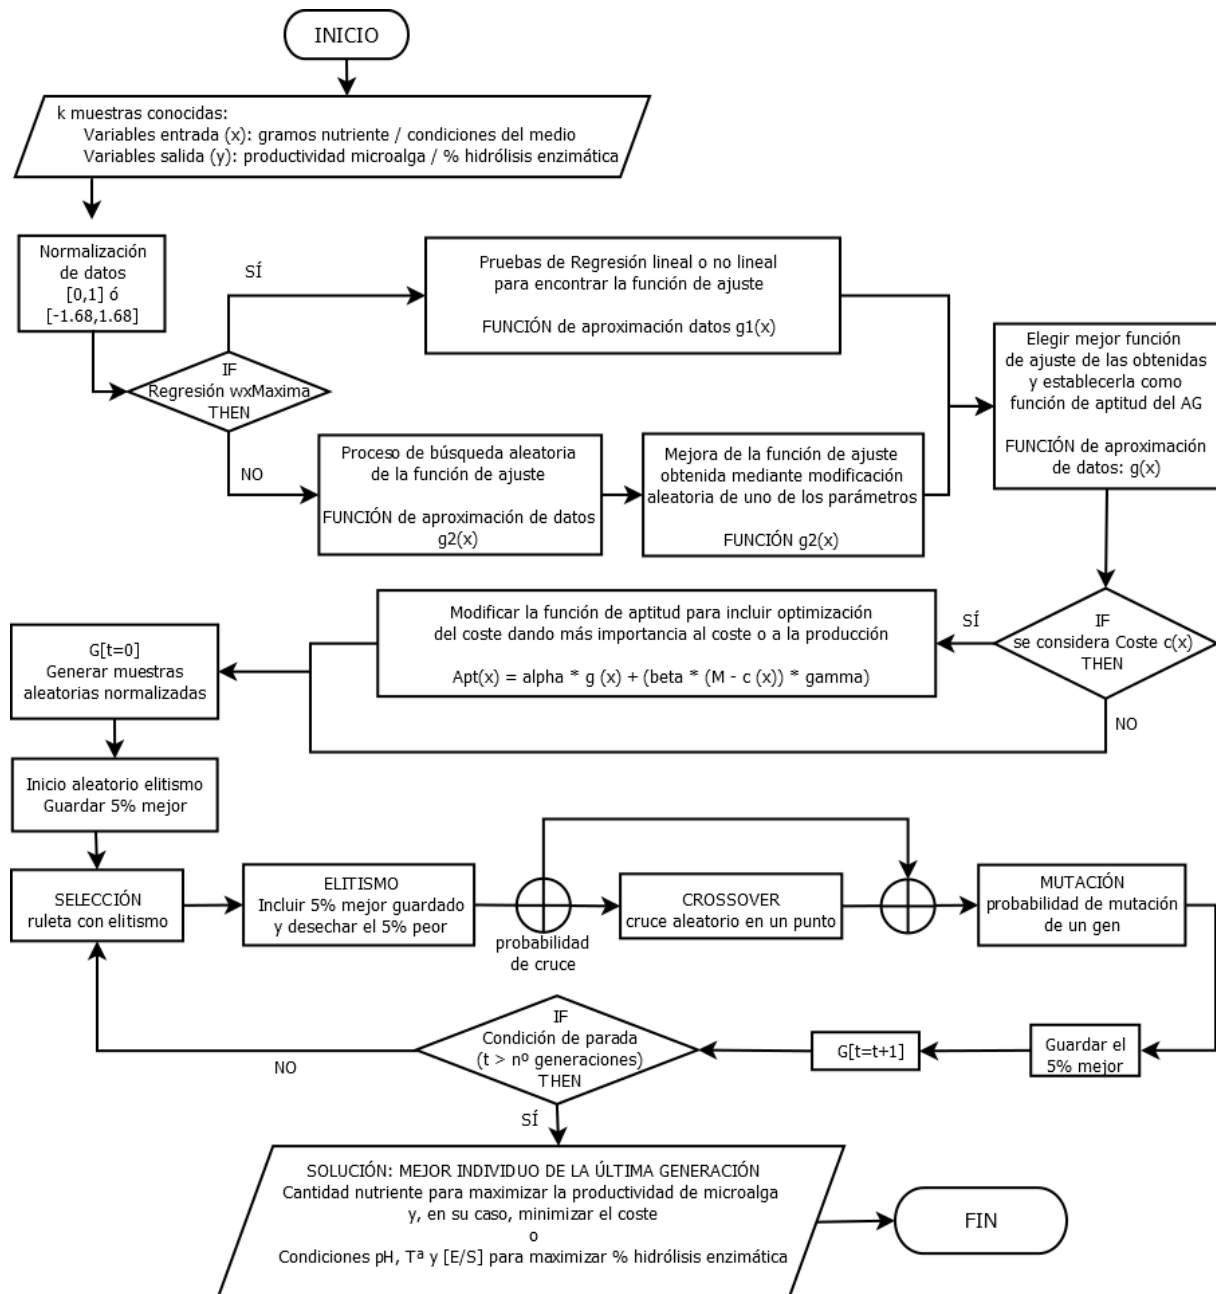 INICIO
k muestras conocidas:
Variables entrada (x): gramos nutriente / condiciones del medio
Variables salida (y): productividad microalga / % hidrólisis enzimática
Normalización
de datos
[0,1] ó
[-1.68,1.68]
IF
Regresión wxMaxima
THEN
SÍ
Pruebas de Regresión lineal o no lineal
para encontrar la función de ajuste
FUNCIÓN de aproximación datos g1(x)
NO
Proceso de búsqueda aleatoria
de la función de ajuste
FUNCIÓN de aproximación de datos
g2(x)
Mejora de la función de ajuste
obtenida mediante modificación
aleatoria de uno de los parámetros
FUNCIÓN g2(x)
Elegir mejor función
de ajuste de las obtenidas
y establecerla como
función de aptitud del AG
FUNCIÓN de aproximación
de datos: g(x)
IF
se considera Coste c(x)
THEN
SÍ
Modificar la función de aptitud para incluir optimización
del coste dando más importancia al coste o a la producción
Apt(x) = alpha * g (x) + (beta * (M - c (x)) * gamma)
NO
G[t=0]
Generar muestras
aleatorias normalizadas
Inicio aleatorio elitismo
Guardar 5% mejor
SELECCIÓN
ruleta con elitismo
ELITISMO
Incluir 5% mejor guardado
y desechar el 5% peor
probabilidad
de cruce
CROSSOVER
cruce aleatorio en un punto
MUTACIÓN
probabilidad de mutación
de un gen
Guardar el
5% mejor
G[t=t+1]
IF
Condición de parada
(t > nº generaciones)
THEN
NO
SÍ
SOLUCIÓN: MEJOR INDIVIDUO DE LA ÚLTIMA GENERACIÓN
Cantidad nutriente para maximizar la productividad de microalga
y, en su caso, minimizar el coste
o
Condiciones pH, Tª y [E/S] para maximizar % hidrólisis enzimática
FIN